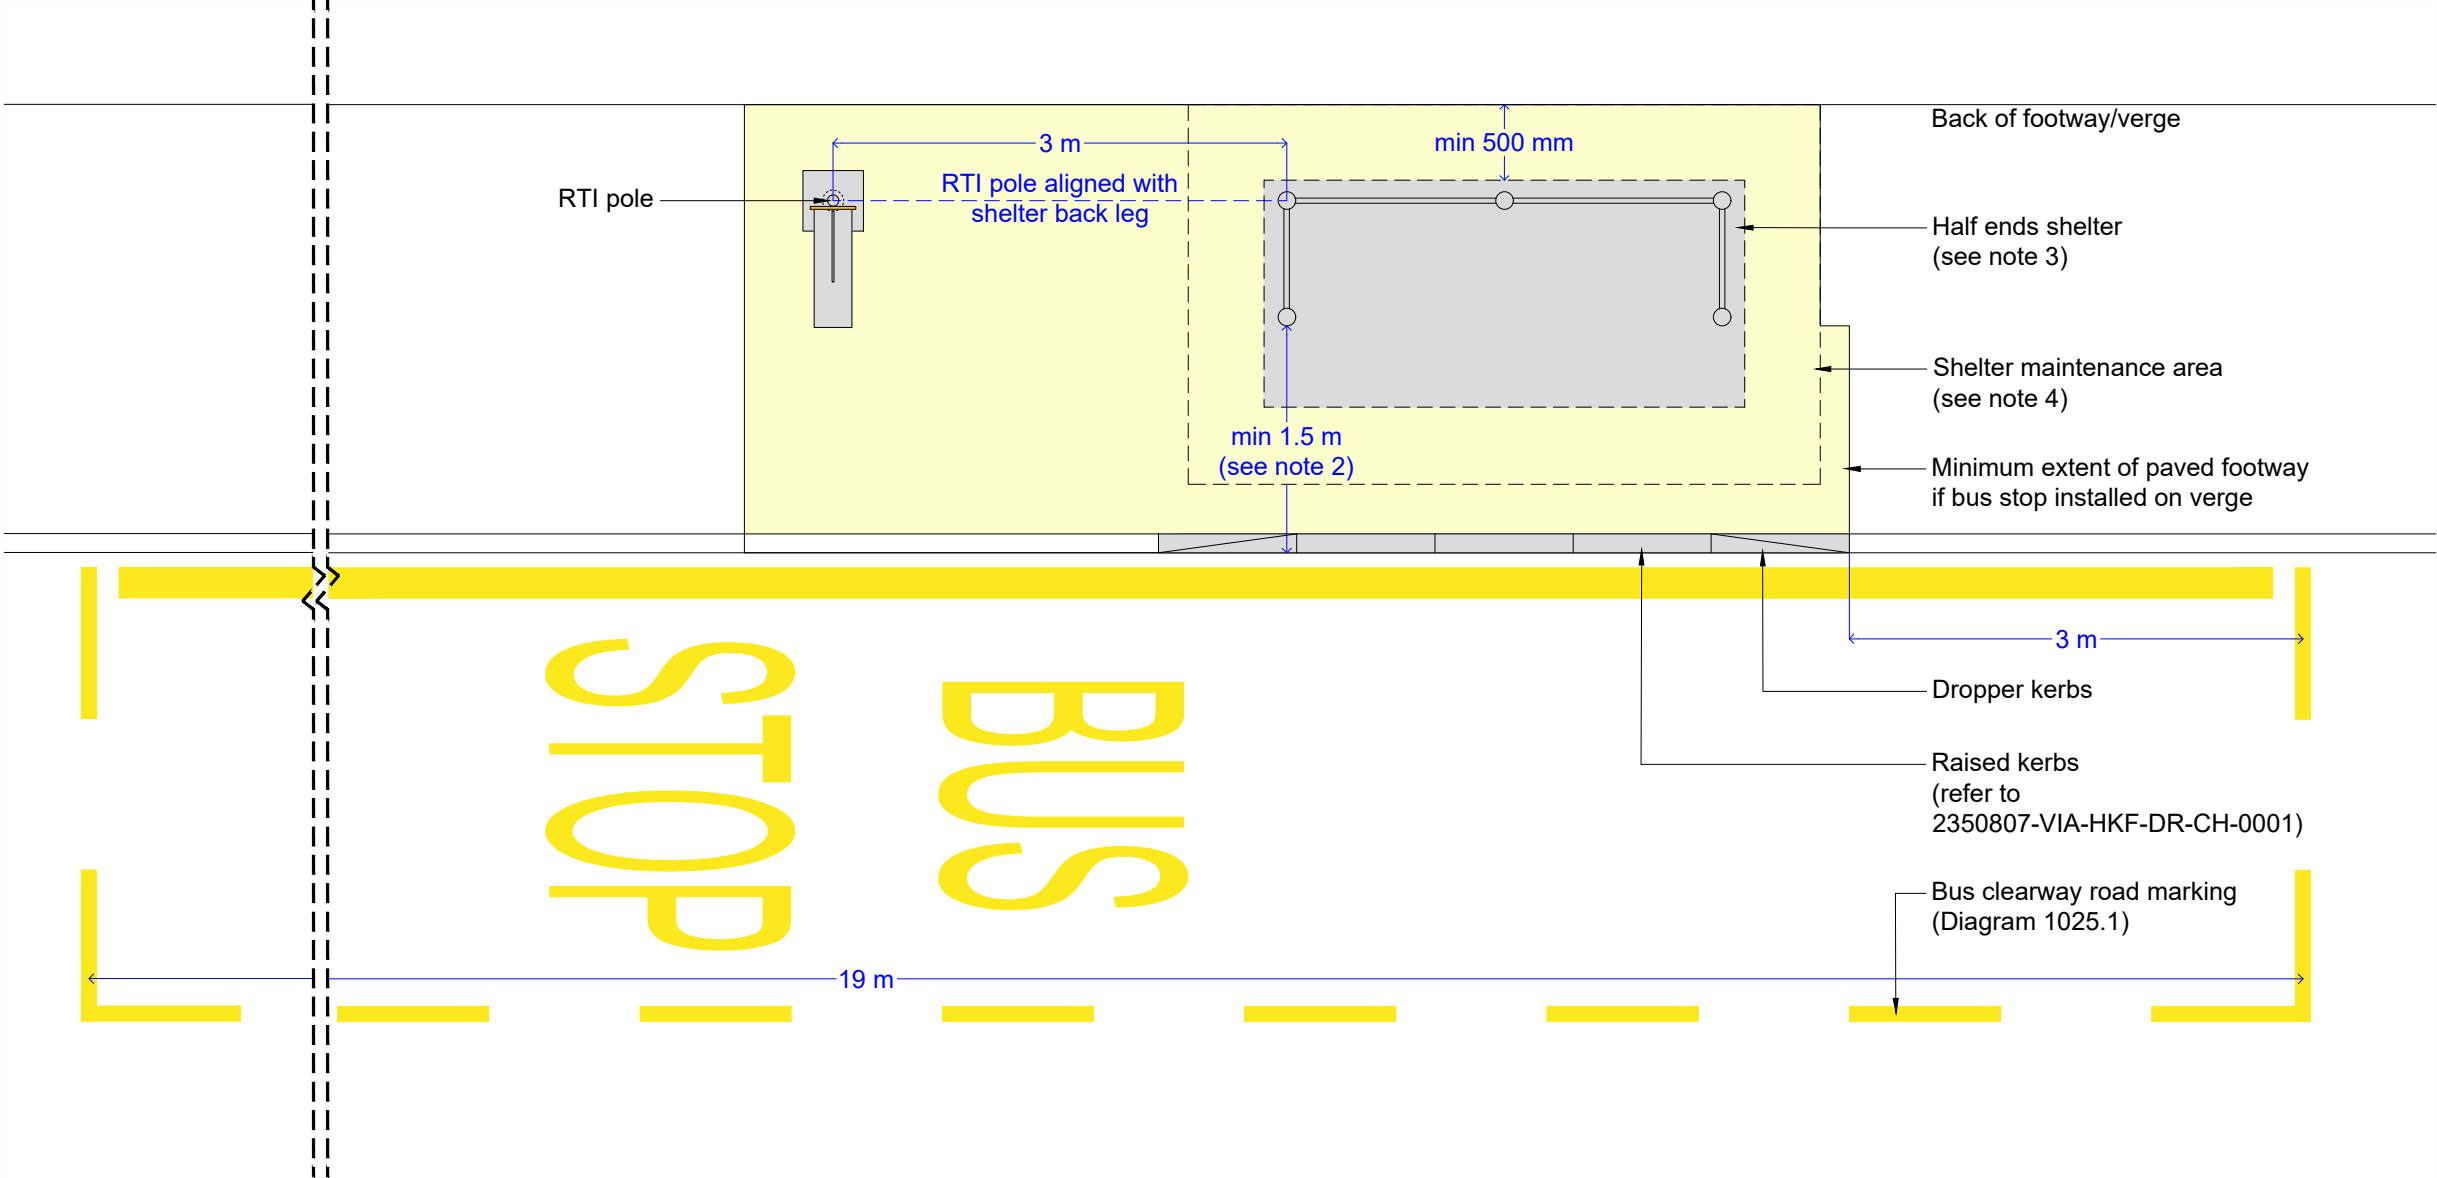 Back of footway/verge
3 m
min 500 mm
RTI pole aligned with
shelter back leg
RTI pole
Half ends shelter
(see note 3)
Shelter maintenance area
(see note 4)
min 1.5 m
(see note 2)
Minimum extent of paved footway
if bus stop installed on verge
3 m
Dropper kerbs
Raised kerbs
(refer to
2350807-VIA-HKF-DR-CH-0001)
BUS
STOP
Bus clearway road marking
(Diagram 1025.1)
19 m